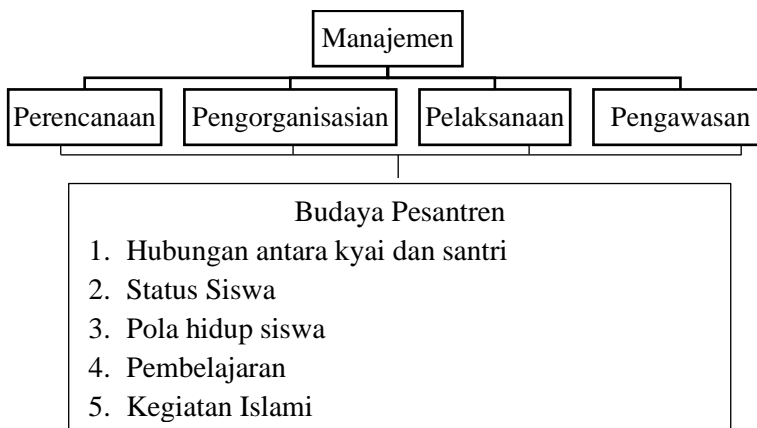 Manajemen
Perencanaan Pengorganisasian Pelaksanaan Pengawasan
Budaya Pesantren
1. Hubungan antara kyai dan santri
2. Status Siswa
3. Pola hidup siswa
4. Pembelajaran
5. Kegiatan Islami